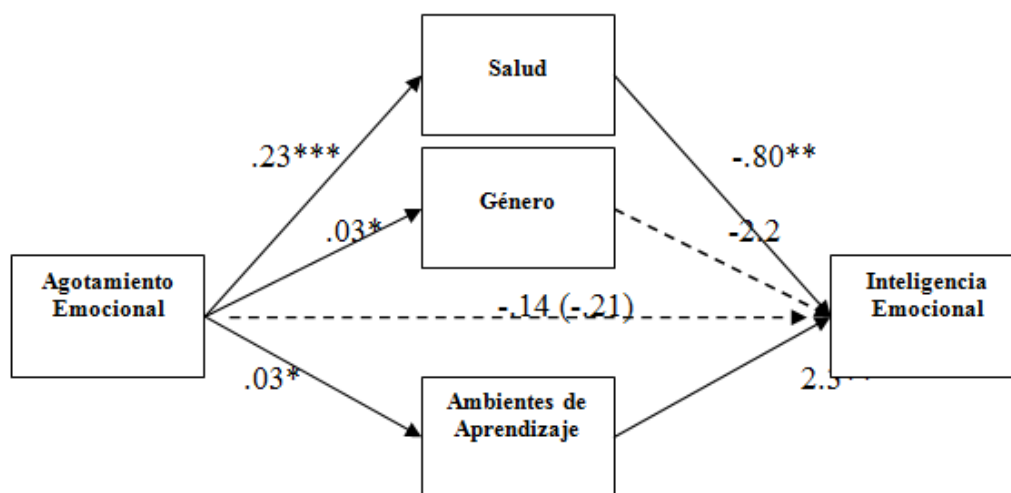 Salud
.23***
-.80**
Género
.03*
-2.2
Agotamiento
Emocional
Inteligencia
Emocional
-.14 (-.21)
.03*
Ambientes de
Aprendizaje